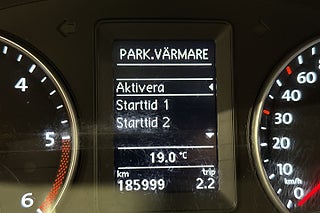 PARK.VÄRMARE
Aktivera
Starttid 1
Starttid 2
19.0 °C
km trip
185999 2.2
4
5
6
50
40
30
20
10
0
km/h